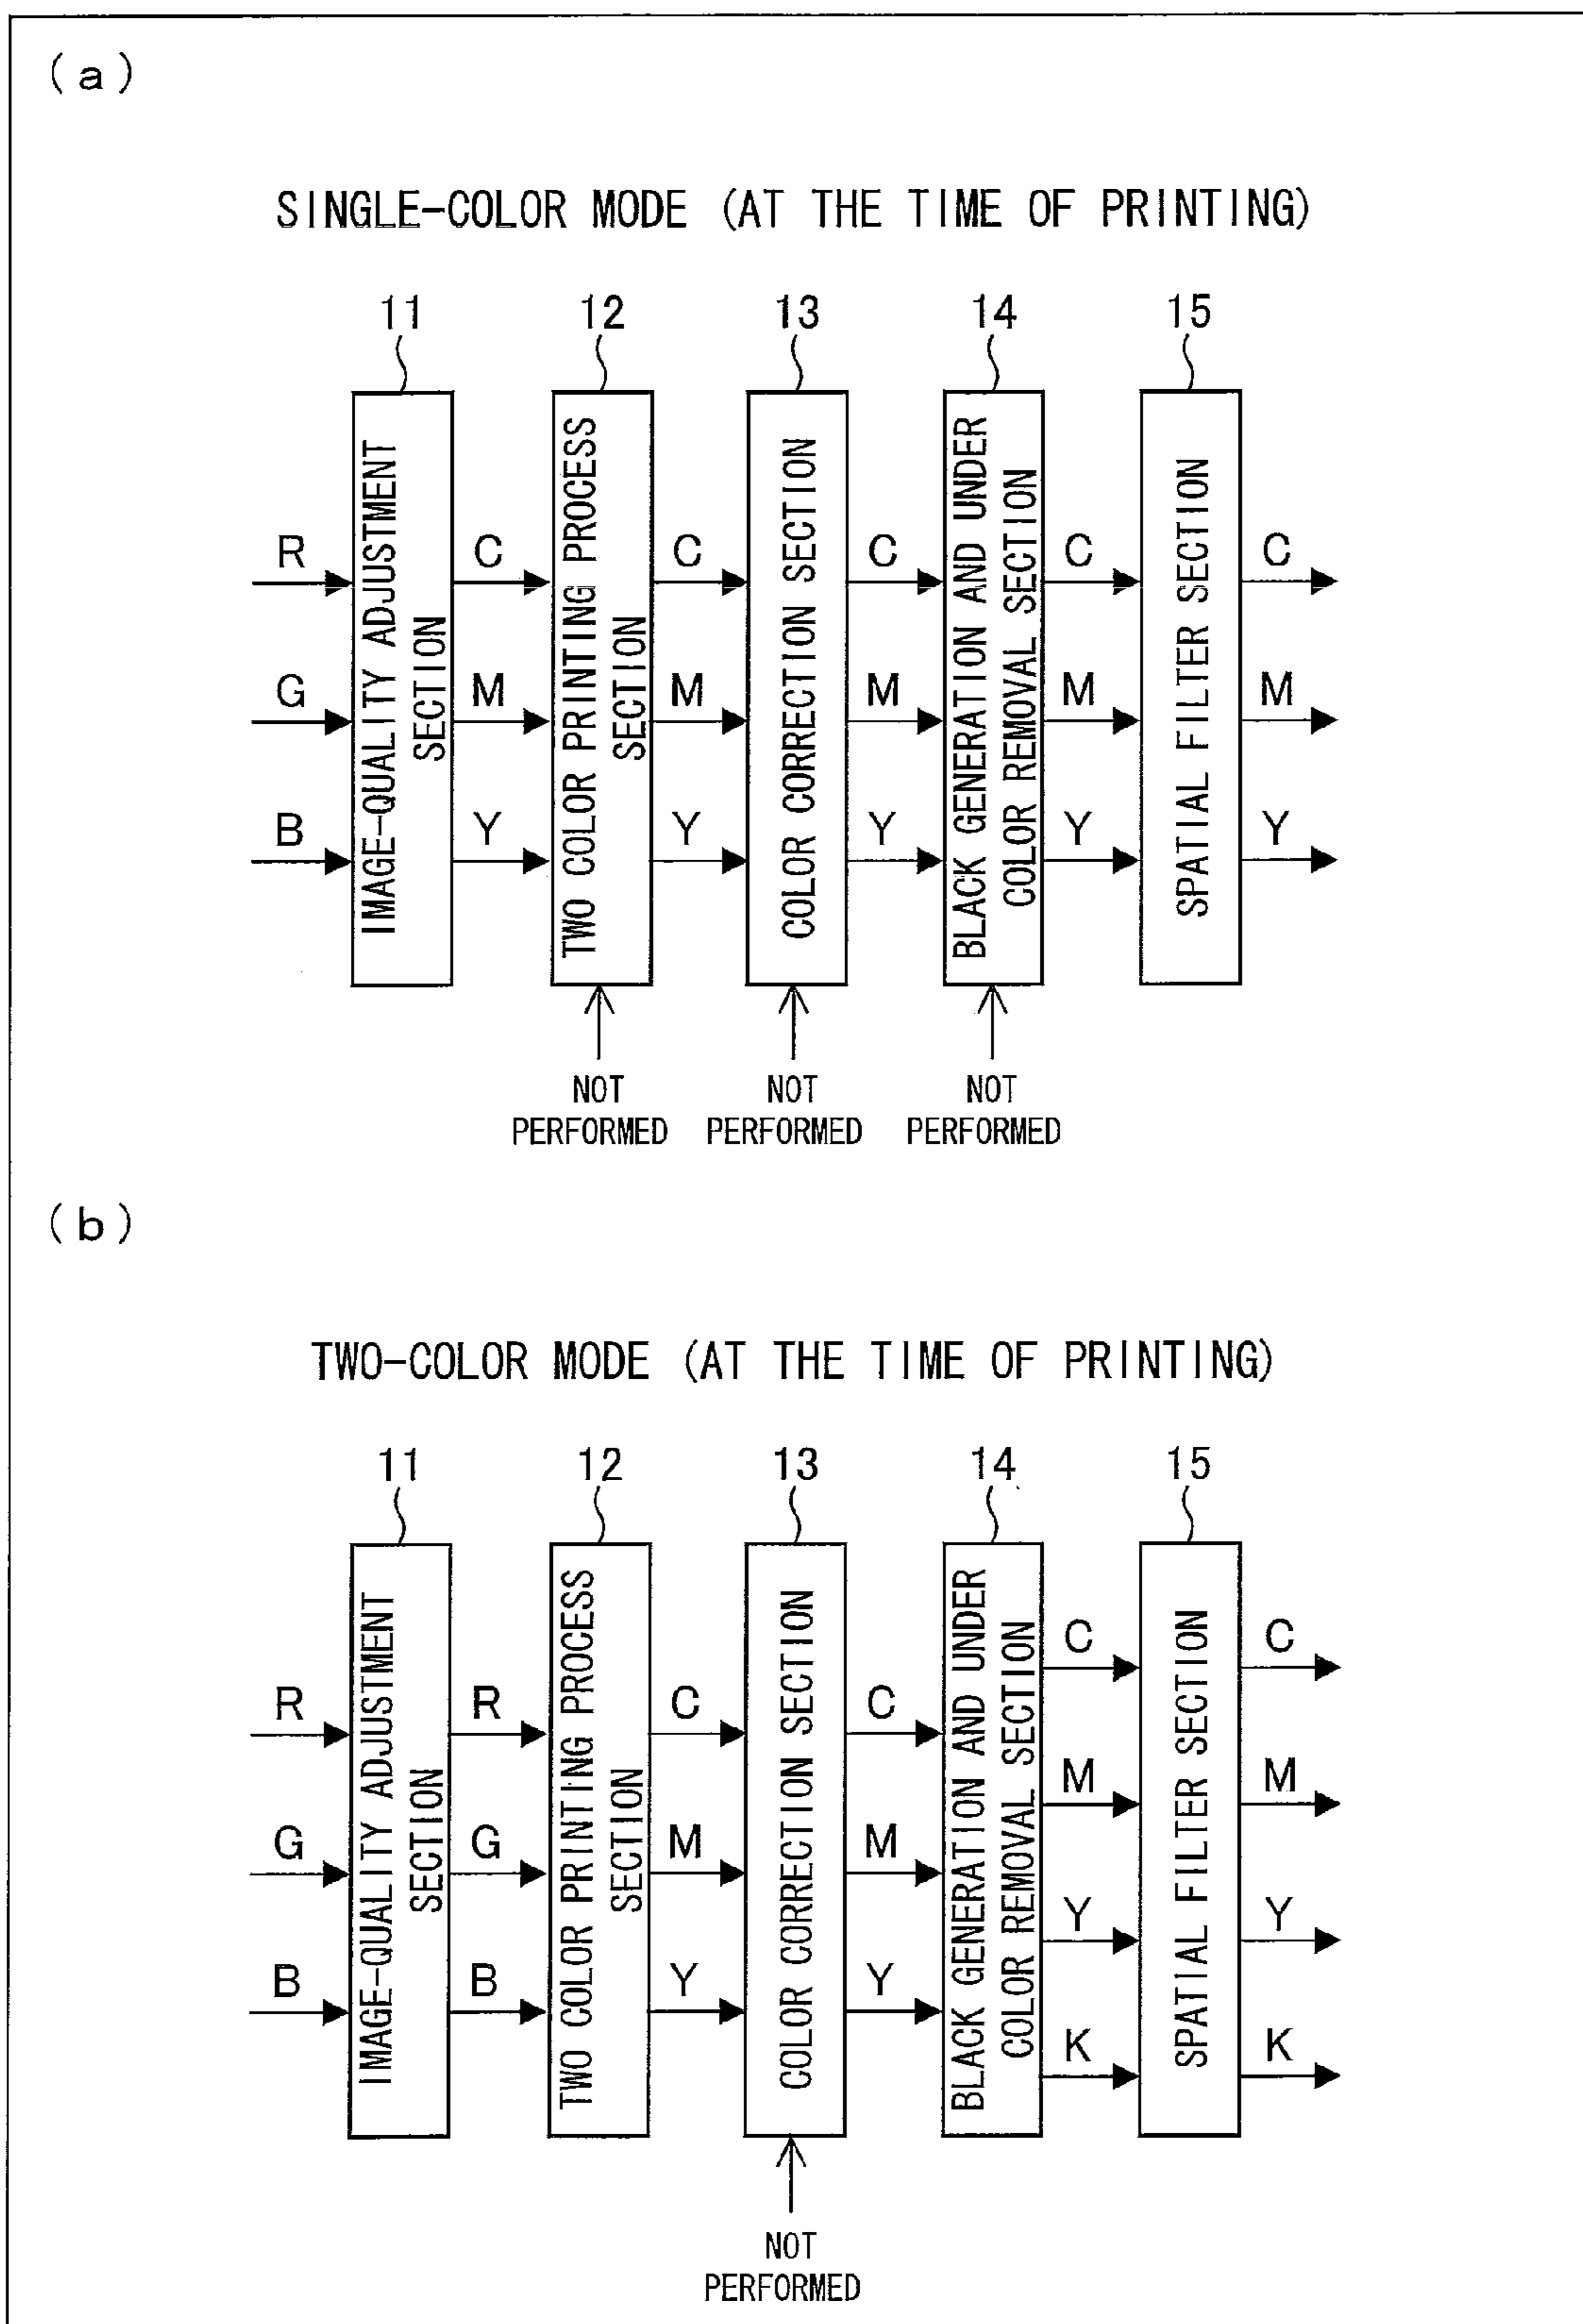 (a)
SINGLE-COLOR MODE (AT THE TIME OF PRINTING)
11
12
13
14
15
IMAGE-QUALITY ADJUSTMENT
SECTION
TWO COLOR PRINTING PROCESS
SECTION
COLOR CORRECTION SECTION
BLACK GENERATION AND UNDER
COLOR REMOVAL SECTION
SPATIAL FILTER SECTION
R
C
C
C
C
C
G
M
M
M
M
M
B
Y
Y
Y
Y
Y
NOT
PERFORMED
NOT
PERFORMED
NOT
PERFORMED
(b)
TWO-COLOR MODE (AT THE TIME OF PRINTING)
11
12
13
14
15
IMAGE-QUALITY ADJUSTMENT
SECTION
TWO COLOR PRINTING PROCESS
SECTION
COLOR CORRECTION SECTION
BLACK GENERATION AND UNDER
COLOR REMOVAL SECTION
SPATIAL FILTER SECTION
R
R
C
C
C
C
G
G
M
M
M
M
B
B
Y
Y
Y
Y
K
K
NOT
PERFORMED